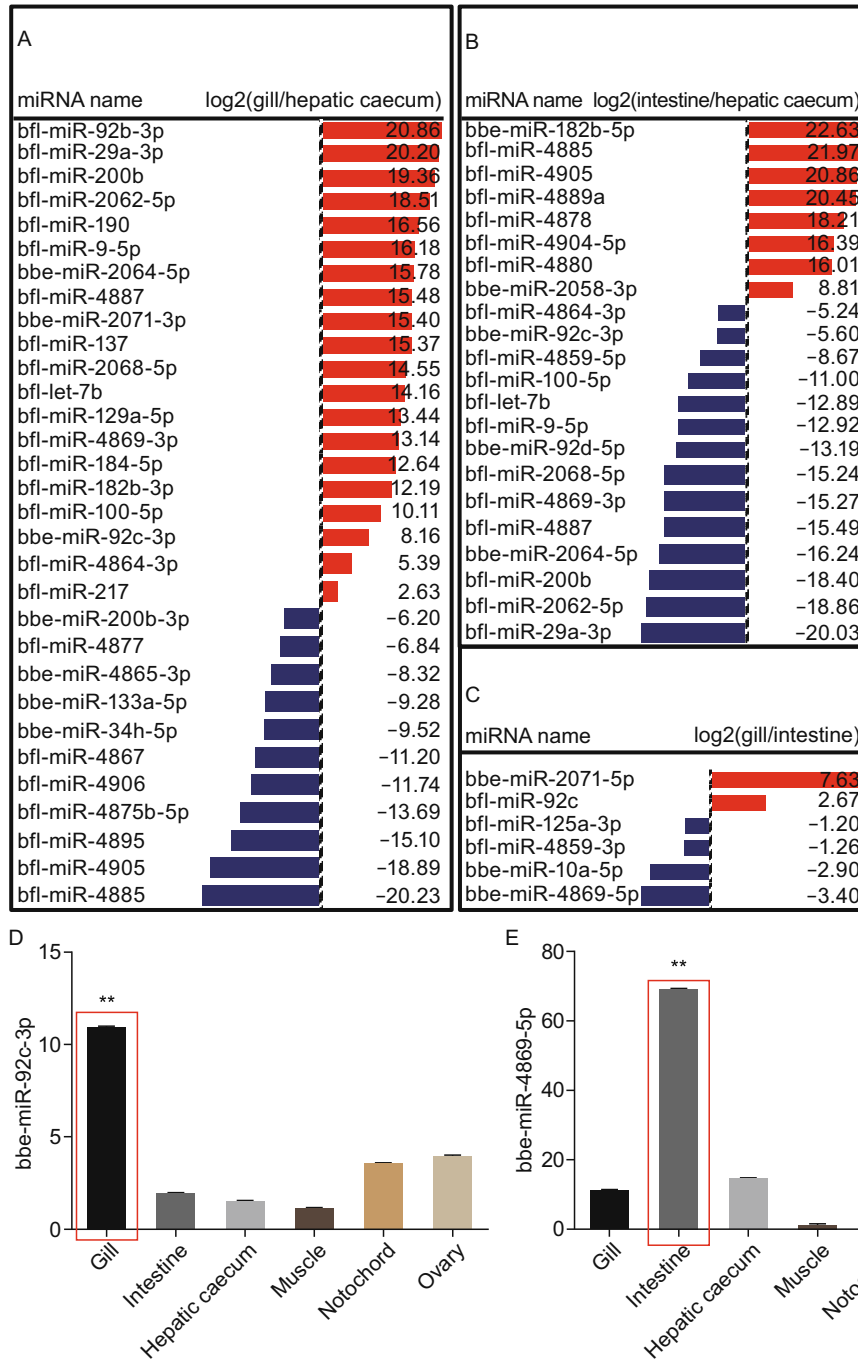 A
miRNA name log2(gill/hepatic caecum)
bfl-miR-92b-3p 20.86
bfl-miR-29a-3p 20.20
bfl-miR-200b 19.36
bfl-miR-2062-5p 18.51
bfl-miR-190 16.56
bfl-miR-9-5p 16.18
bbe-miR-2064-5p 15.78
bfl-miR-4887 15.48
bbe-miR-2071-3p 15.40
bfl-miR-137 15.37
bfl-miR-2068-5p 14.55
bfl-let-7b 14.16
bfl-miR-129a-5p 13.44
bfl-miR-4869-3p 13.14
bfl-miR-184-5p 12.64
bfl-miR-182b-3p 12.19
bfl-miR-100-5p 10.11
bbe-miR-92c-3p 8.16
bfl-miR-4864-3p 5.39
bfl-miR-217 2.63
bbe-miR-200b-3p −6.20
bfl-miR-4877 −6.84
bbe-miR-4865-3p −8.32
bbe-miR-133a-5p −9.28
bbe-miR-34h-5p −9.52
bfl-miR-4867 −11.20
bfl-miR-4906 −11.74
bfl-miR-4875b-5p −13.69
bfl-miR-4895 −15.10
bfl-miR-4905 −18.89
bfl-miR-4885 −20.23
B
miRNA name log2(intestine/hepatic caecum)
bbe-miR-182b-5p 22.63
bfl-miR-4885 21.97
bfl-miR-4905 20.86
bfl-miR-4889a 20.45
bfl-miR-4878 18.21
bfl-miR-4904-5p 16.39
bfl-miR-4880 16.01
bbe-miR-2058-3p 8.81
bfl-miR-4864-3p −5.24
bbe-miR-92c-3p −5.60
bfl-miR-4859-5p −8.67
bfl-miR-100-5p −11.00
bfl-let-7b −12.89
bfl-miR-9-5p −12.92
bbe-miR-92d-5p −13.19
bfl-miR-2068-5p −15.24
bfl-miR-4869-3p −15.27
bfl-miR-4887 −15.49
bbe-miR-2064-5p −16.24
bfl-miR-200b −18.40
bfl-miR-2062-5p −18.86
bfl-miR-29a-3p −20.03
C
miRNA name log2(gill/intestine)
bbe-miR-2071-5p 7.63
bfl-miR-92c 2.67
bfl-miR-125a-3p −1.20
bfl-miR-4859-3p −1.26
bbe-miR-10a-5p −2.90
bbe-miR-4869-5p −3.40
D
bbe-miR-92c-3p
15
10
5
0
**
Gill
Intestine
Hepatic caecum
Muscle
Notochord
Ovary
E
bbe-miR-4869-5p
80
60
40
20
0
**
Gill
Intestine
Hepatic caecum
Muscle